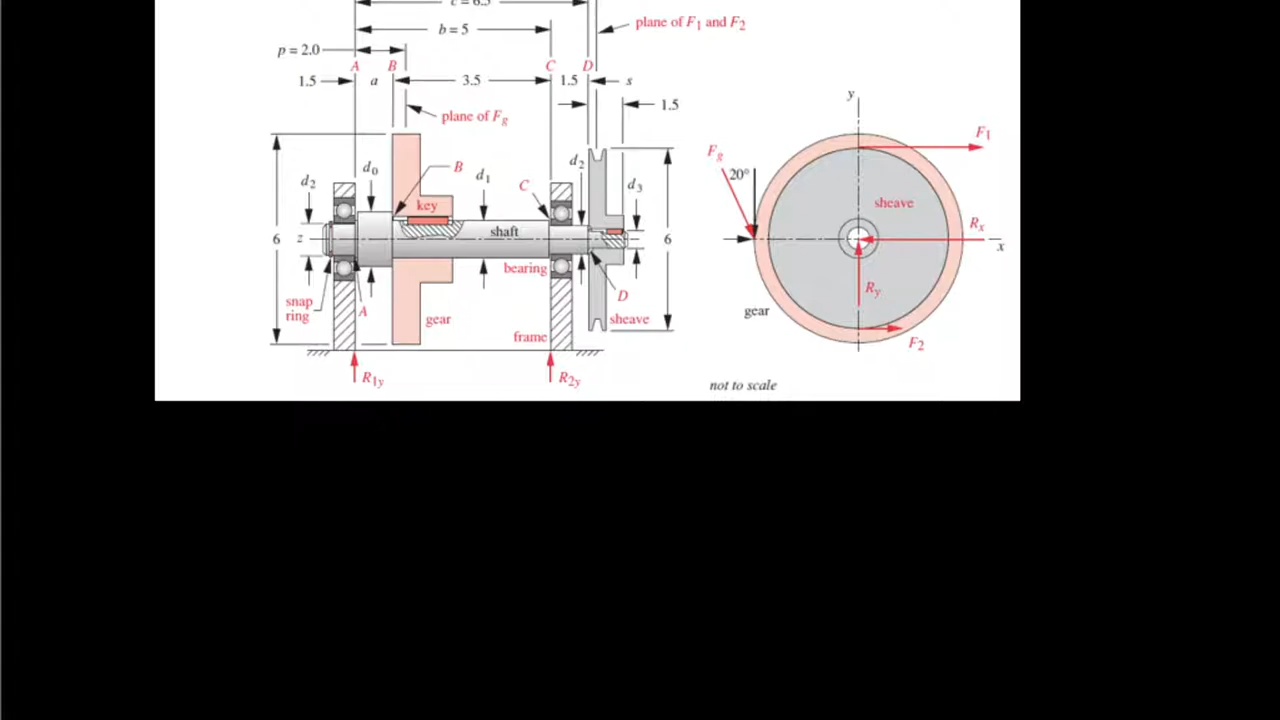 c = 6.5
plane of F1 and F2
b = 5
p = 2.0
A B C D
1.5 a 3.5 1.5 s
1.5
plane of Fg
y
F1
Fg
20°
B
d0
d1
d2
d2
d3
C
key
sheave
Rx
6 z shaft 6
x
bearing
Ry
snap
ring
A
D
gear
sheave
gear
frame
F2
R1y
R2y
not to scale